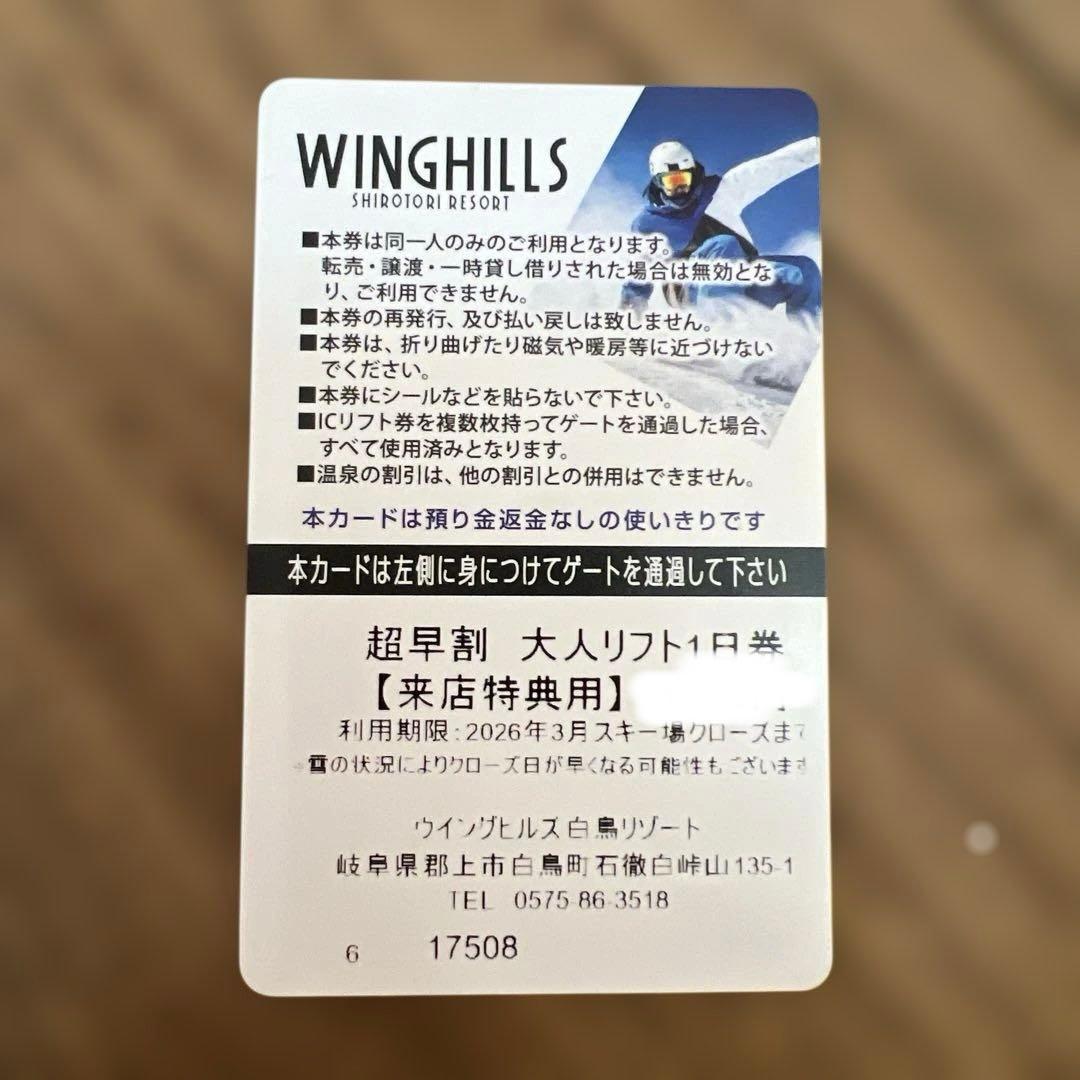 WINGHILLS
SHIROTORI RESORT
■本券は同一人のみのご利用となります。
転売・譲渡・一時貸し借りされた場合は無効とな
り、ご利用できません。
■本券の再発行、及び払い戻しは致しません。
■本券は、折り曲げたり磁気や暖房等に近づけない
でください。
■本券にシールなどを貼らないで下さい。
■ICリフト券を複数枚持ってゲートを通過した場合、
すべて使用済みとなります。
■温泉の割引は、他の割引との併用はできません。
本カードは預り金返金なしの使いきりです
本カードは左側に身につけてゲートを通過して下さい
超早割 大人リフト1日券
【来店特典用】
利用期限:2026年3月スキー場クローズまで
雪の状況によりクローズ日が早くなる可能性もございます
ウイングヒルズ白鳥リゾート
岐阜県郡上市白鳥町石徹白峠山135-1
TEL 0575-86-3518
6 17508